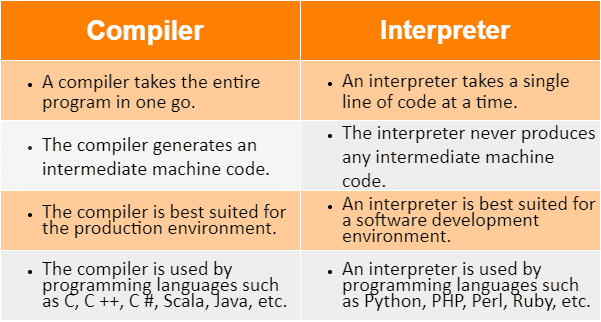 Compiler
Interpreter
• A compiler takes the entire
program in one go.
• An interpreter takes a single
line of code at a time.
• The compiler generates an
intermediate machine code.
• The interpreter never produces
any intermediate machine
code.
• The compiler is best suited for
the production environment.
• An interpreter is best suited for
a software development
environment.
• The compiler is used by
programming languages such
as C, C ++, C #, Scala, Java, etc.
• An interpreter is used by
programming languages such
as Python, PHP, Perl, Ruby, etc.